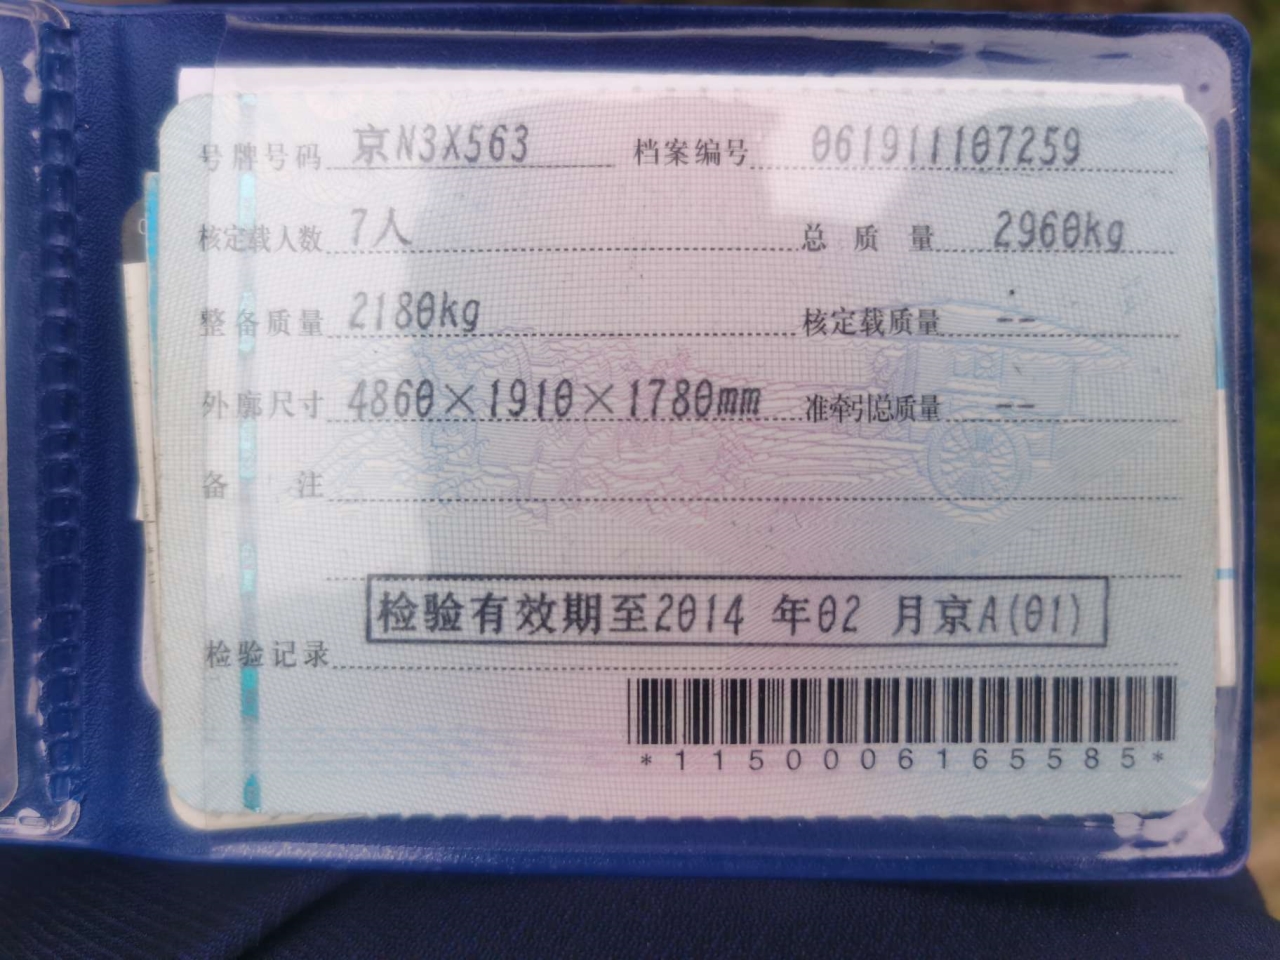 号牌号码 京N3X563 档案编号 061911107259
核定载人数 7人 总质量 2960kg
整备质量 2180kg 核定载质量 --
外廓尺寸 4860×1910×1780mm 准牵引总质量 --
备注
检验有效期至2014 年02 月京A(01)
检验记录
*1150006165585*